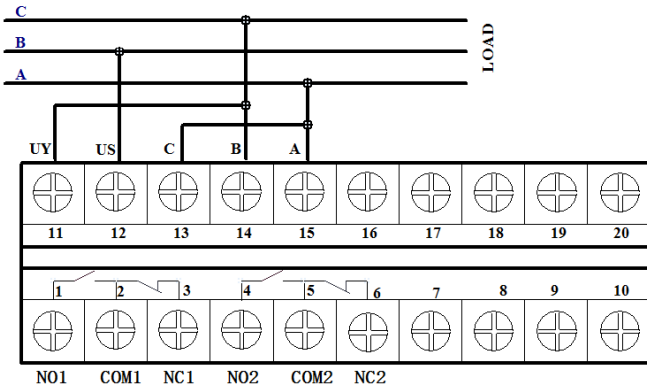 C
B
A
LOAD
UY US C B A
11 12 13 14 15 16 17 18 19 20
1 2 3 4 5 6 7 8 9 10
NO1 COM1 NC1 NO2 COM2 NC2